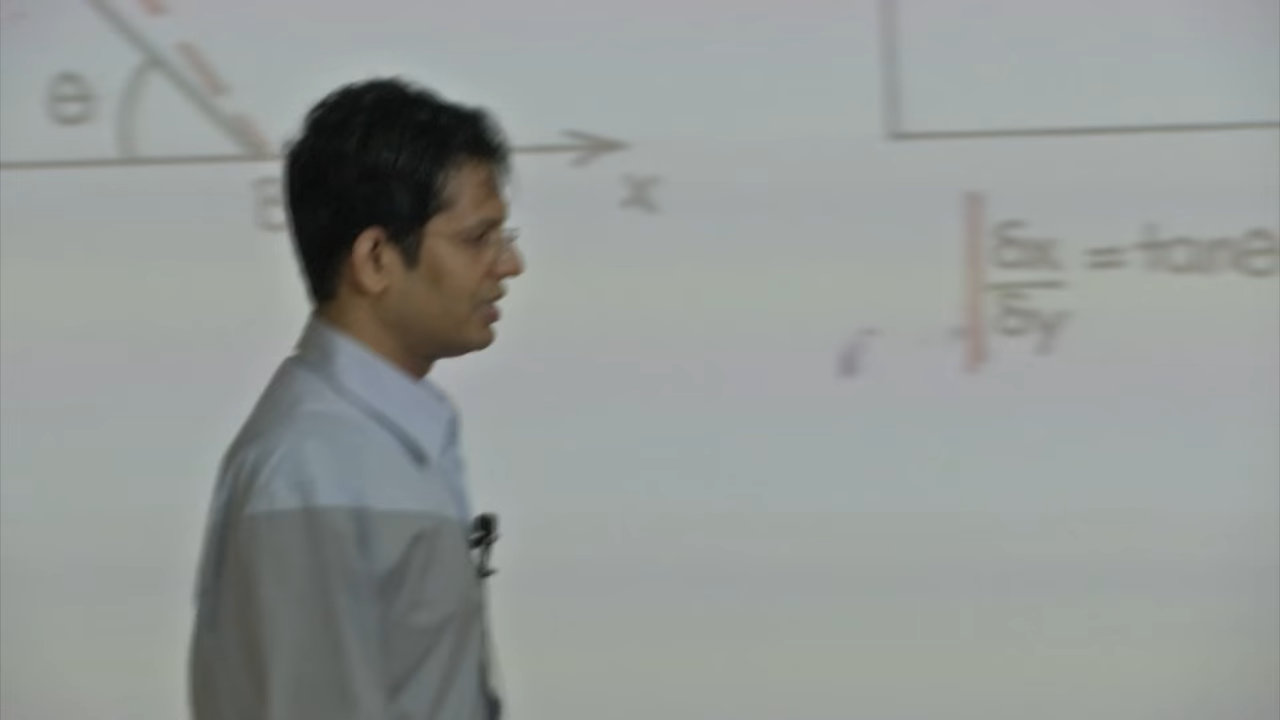 θ
B
x
δx/δy = tanθ